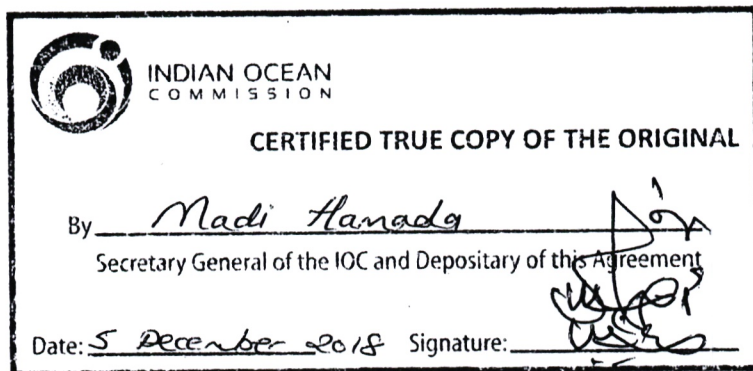 INDIAN OCEAN
COMMISSION
CERTIFIED TRUE COPY OF THE ORIGINAL
By Madi Hamada
Secretary General of the IOC and Depositary of this Agreement
Date: 5 December 2018 Signature: